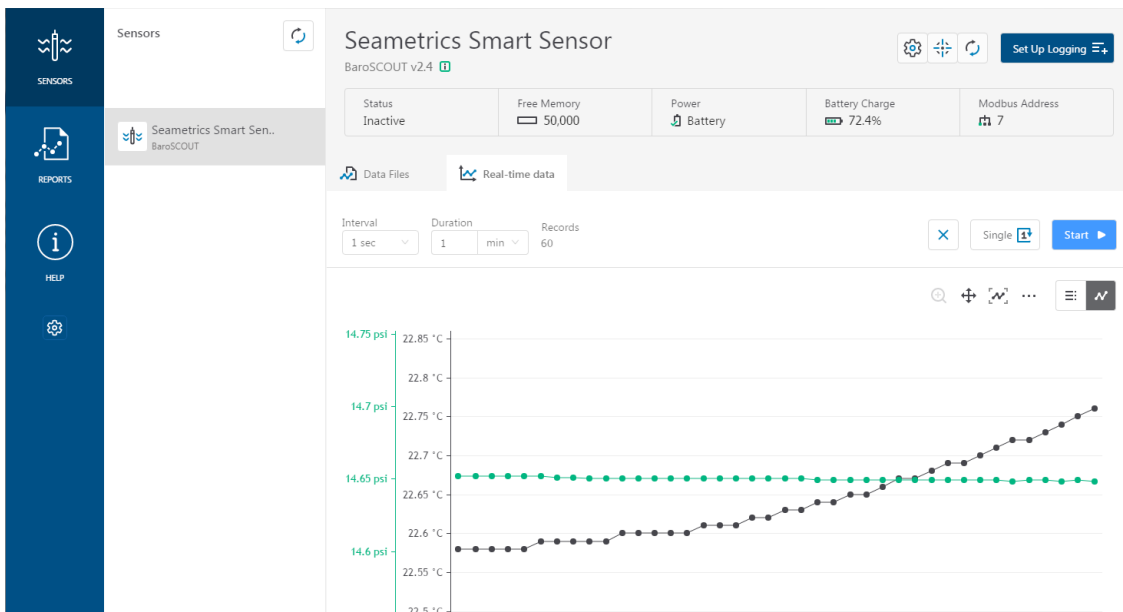 SENSORS
REPORTS
HELP
Sensors
Seametrics Smart Sen..
BaroSCOUT
Seametrics Smart Sensor
BaroSCOUT v2.4
Set Up Logging
Status
Inactive
Free Memory
50,000
Power
Battery
Battery Charge
72.4%
Modbus Address
7
Data Files
Real-time data
Interval
1 sec
Duration
1
min
Records
60
Single 1
Start
14.75 psi
14.7 psi
14.65 psi
14.6 psi
22.85 °C
22.8 °C
22.75 °C
22.7 °C
22.65 °C
22.6 °C
22.55 °C
22.5 °C